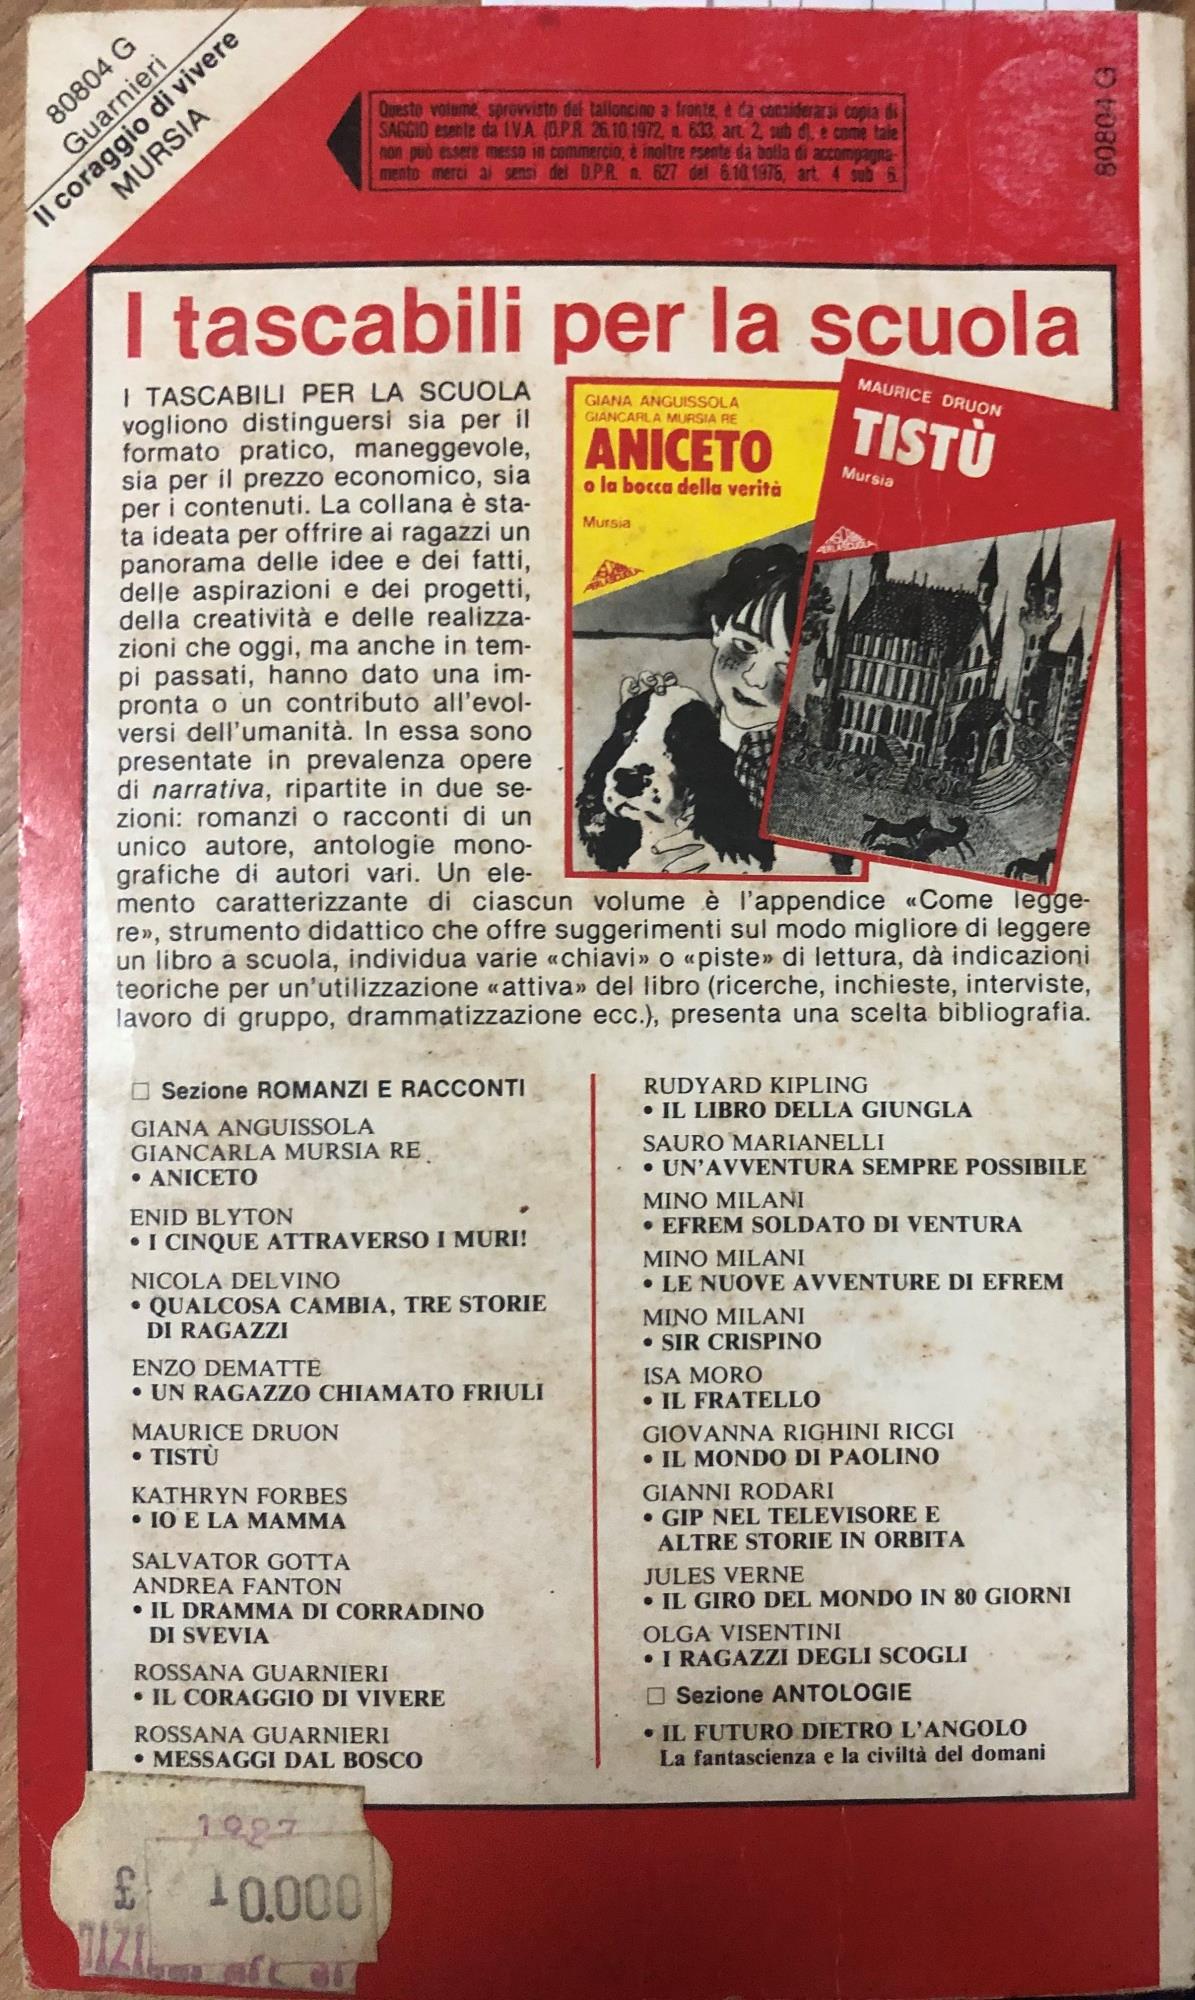 80804 G
Guarnieri
Il coraggio di vivere
MURSIA
Questo volume, sprovvisto del talloncino a fronte, è da considerarsi copia di
SAGGIO esente da I.V.A. (D.P.R. 26.10.1972, n. 633, art. 2, sub d), e come tale
non può essere messo in commercio, è inoltre esente da bolla di accompagna-
mento merci ai sensi del D.P.R. n. 627 del 6.10.1978, art. 4 sub 6.
80804 G
I tascabili per la scuola
I TASCABILI PER LA SCUOLA
vogliono distinguersi sia per il
formato pratico, maneggevole,
sia per il prezzo economico, sia
per i contenuti. La collana è sta-
ta ideata per offrire ai ragazzi un
panorama delle idee e dei fatti,
delle aspirazioni e dei progetti,
della creatività e delle realizza-
zioni che oggi, ma anche in tem-
pi passati, hanno dato una im-
pronta o un contributo all'evol-
versi dell'umanità. In essa sono
presentate in prevalenza opere
di narrativa, ripartite in due se-
zioni: romanzi o racconti di un
unico autore, antologie mono-
grafiche di autori vari. Un ele-
mento caratterizzante di ciascun volume è l'appendice «Come legge-
re», strumento didattico che offre suggerimenti sul modo migliore di leggere
un libro a scuola, individua varie «chiavi» o «piste» di lettura, dà indicazioni
teoriche per un'utilizzazione «attiva» del libro (ricerche, inchieste, interviste,
lavoro di gruppo, drammatizzazione ecc.), presenta una scelta bibliografia.
GIANA ANGUISSOLA
GIANCARLA MURSIA RE
ANICETO
o la bocca della verità
Mursia
PER LA SCUOLA
MAURICE DRUON
TISTÙ
Mursia
PER LA SCUOLA
□ Sezione ROMANZI E RACCONTI
GIANA ANGUISSOLA
GIANCARLA MURSIA RE
• ANICETO
ENID BLYTON
• I CINQUE ATTRAVERSO I MURI!
NICOLA DELVINO
• QUALCOSA CAMBIA, TRE STORIE
DI RAGAZZI
ENZO DEMATTÈ
• UN RAGAZZO CHIAMATO FRIULI
MAURICE DRUON
• TISTÙ
KATHRYN FORBES
• IO E LA MAMMA
SALVATOR GOTTA
ANDREA FANTON
• IL DRAMMA DI CORRADINO
DI SVEVIA
ROSSANA GUARNIERI
• IL CORAGGIO DI VIVERE
ROSSANA GUARNIERI
• MESSAGGI DAL BOSCO
RUDYARD KIPLING
• IL LIBRO DELLA GIUNGLA
SAURO MARIANELLI
• UN'AVVENTURA SEMPRE POSSIBILE
MINO MILANI
• EFREM SOLDATO DI VENTURA
MINO MILANI
• LE NUOVE AVVENTURE DI EFREM
MINO MILANI
• SIR CRISPINO
ISA MORO
• IL FRATELLO
GIOVANNA RIGHINI RICCI
• IL MONDO DI PAOLINO
GIANNI RODARI
• GIP NEL TELEVISORE E
ALTRE STORIE IN ORBITA
JULES VERNE
• IL GIRO DEL MONDO IN 80 GIORNI
OLGA VISENTINI
• I RAGAZZI DEGLI SCOGLI
□ Sezione ANTOLOGIE
• IL FUTURO DIETRO L'ANGOLO
La fantascienza e la civiltà del domani
1987
£ 10.000